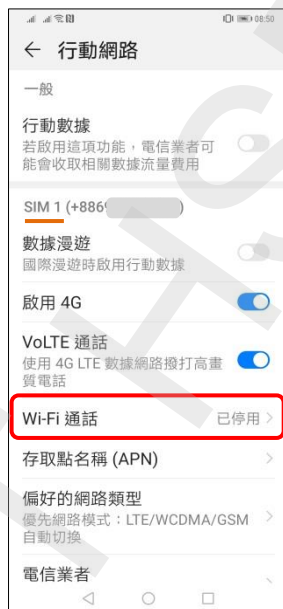 08:50
← 行動網路
一般
行動數據
若啟用這項功能，電信業者可
能會收取相關數據流量費用
SIM 1 (+886 )
數據漫遊
國際漫遊時啟用行動數據
啟用 4G
VoLTE 通話
使用 4G LTE 數據網路撥打高畫
質電話
Wi-Fi 通話 已停用 >
存取點名稱 (APN) >
偏好的網路類型
優先網路模式：LTE/WCDMA/GSM >
自動切換
電信業者